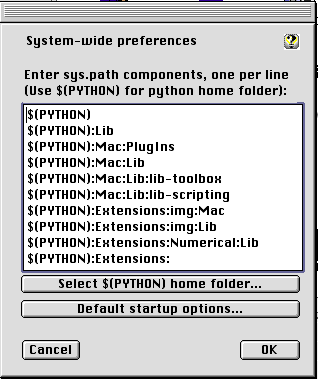 System-wide preferences
?
Enter sys.path components, one per line
(Use $(PYTHON) for python home folder):
$(PYTHON)
$(PYTHON):Lib
$(PYTHON):Mac:PlugIns
$(PYTHON):Mac:Lib
$(PYTHON):Mac:Lib:lib-toolbox
$(PYTHON):Mac:Lib:lib-scripting
$(PYTHON):Extensions:img:Mac
$(PYTHON):Extensions:img:Lib
$(PYTHON):Extensions:Numerical:Lib
$(PYTHON):Extensions:
Select $(PYTHON) home folder...
Default startup options...
Cancel
OK